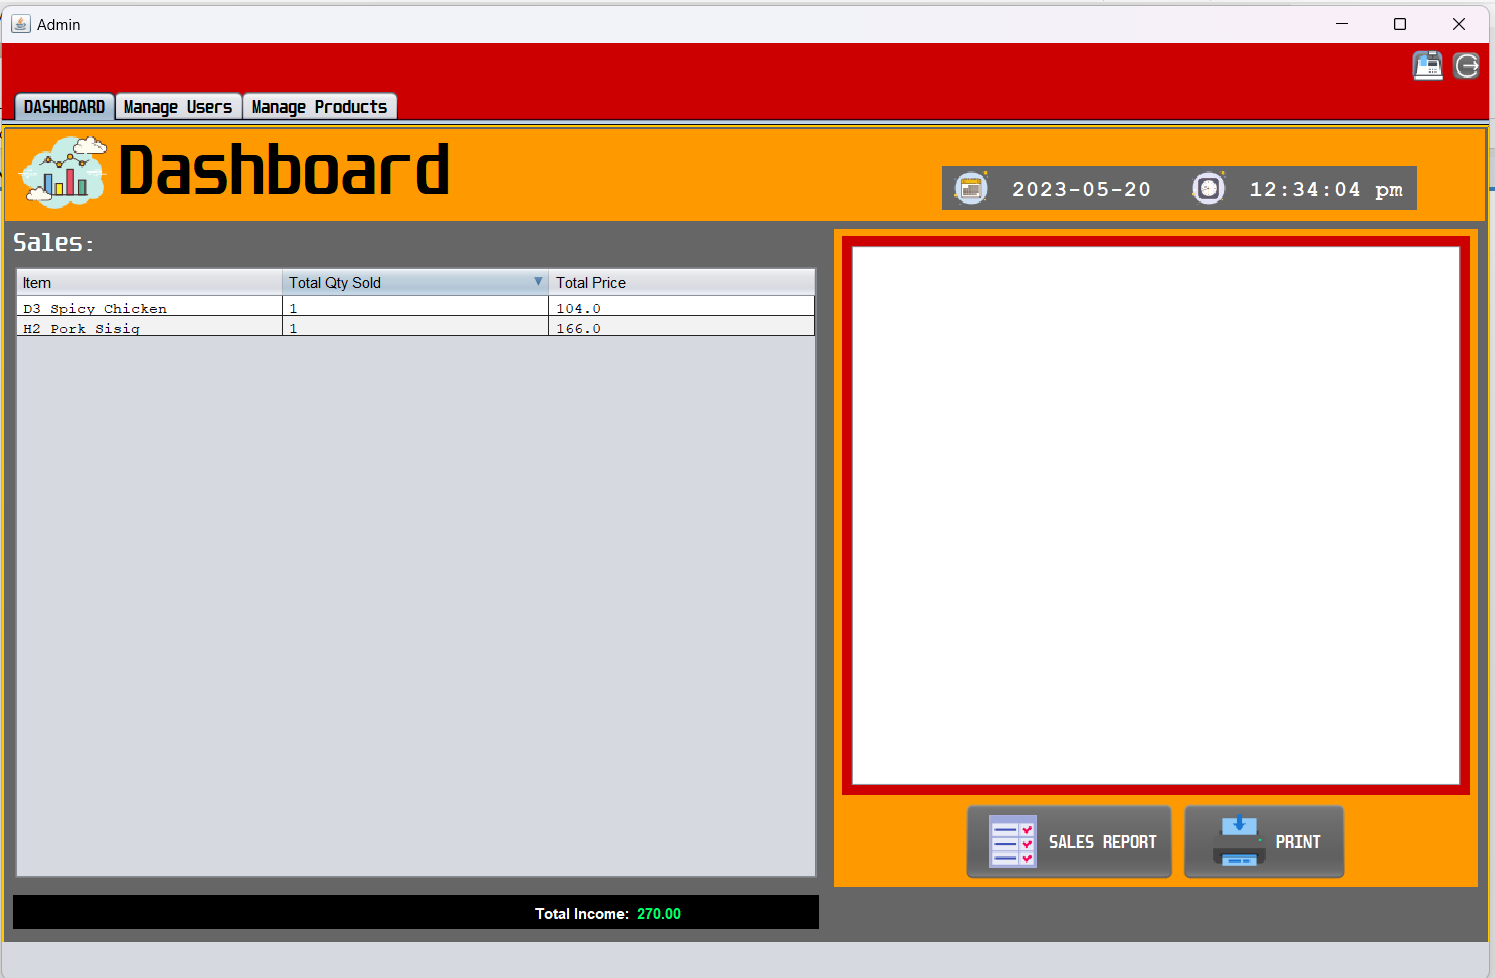 Admin
DASHBOARD Manage Users Manage Products
Dashboard
2023-05-20 12:34:04 pm
Sales:
Item Total Qty Sold Total Price
D3 Spicy Chicken 1 104.0
H2 Pork Sisig 1 166.0
SALES REPORT PRINT
Total Income: 270.00